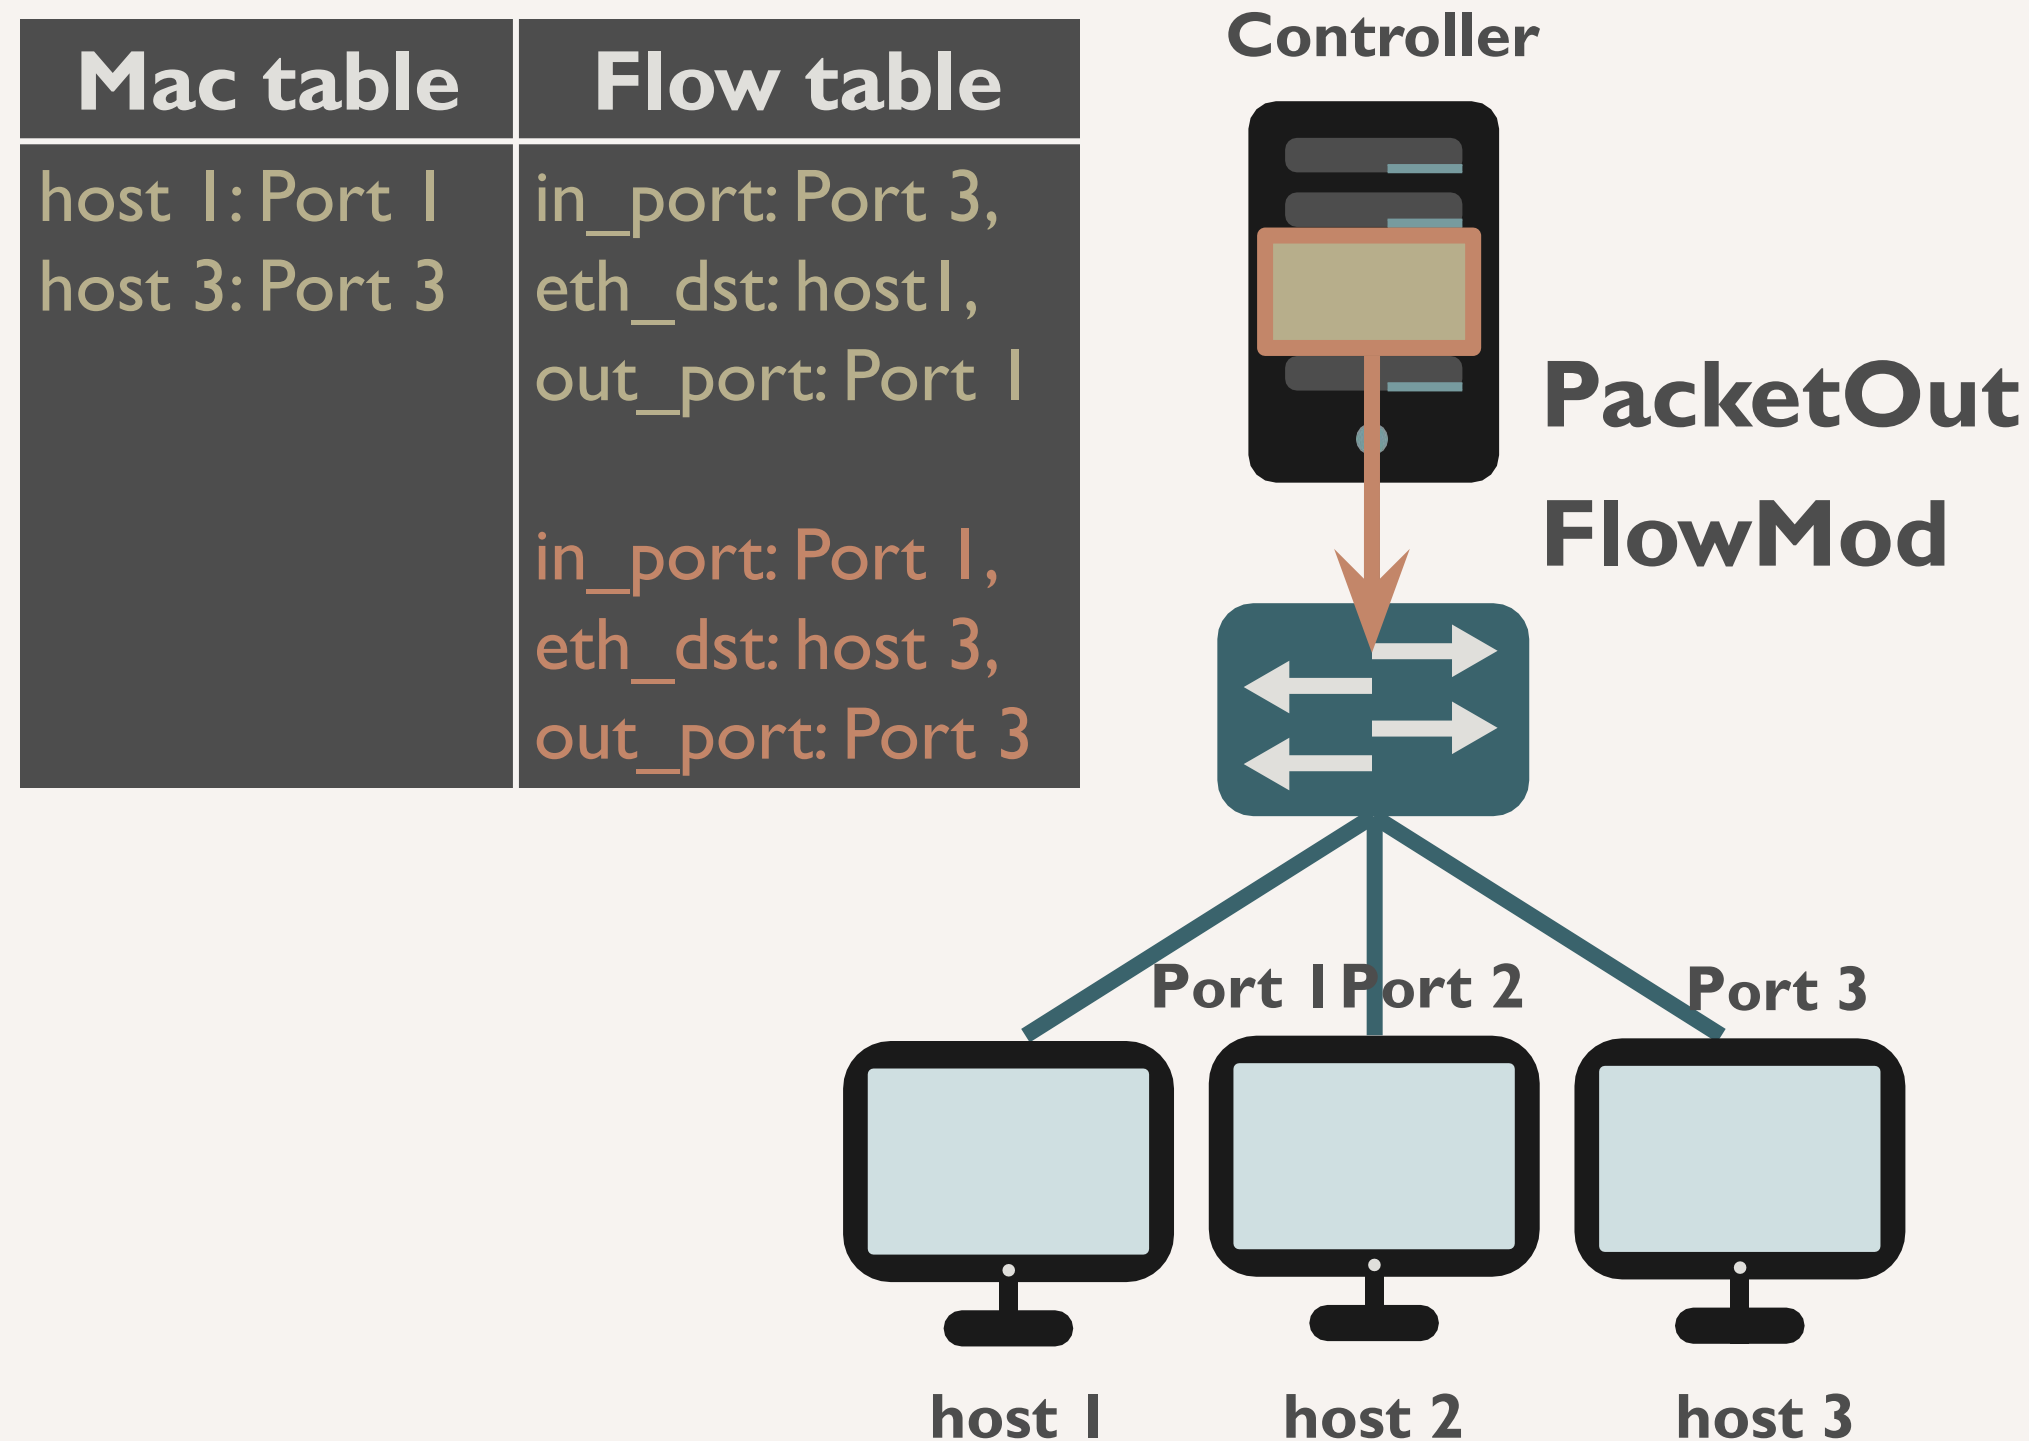 Mac table
Flow table
host 1: Port 1
host 3: Port 3
in_port: Port 3,
eth_dst: host1,
out_port: Port 1
in_port: Port 1,
eth_dst: host 3,
out_port: Port 3
Controller
PacketOut
FlowMod
Port 1
Port 2
Port 3
host 1
host 2
host 3